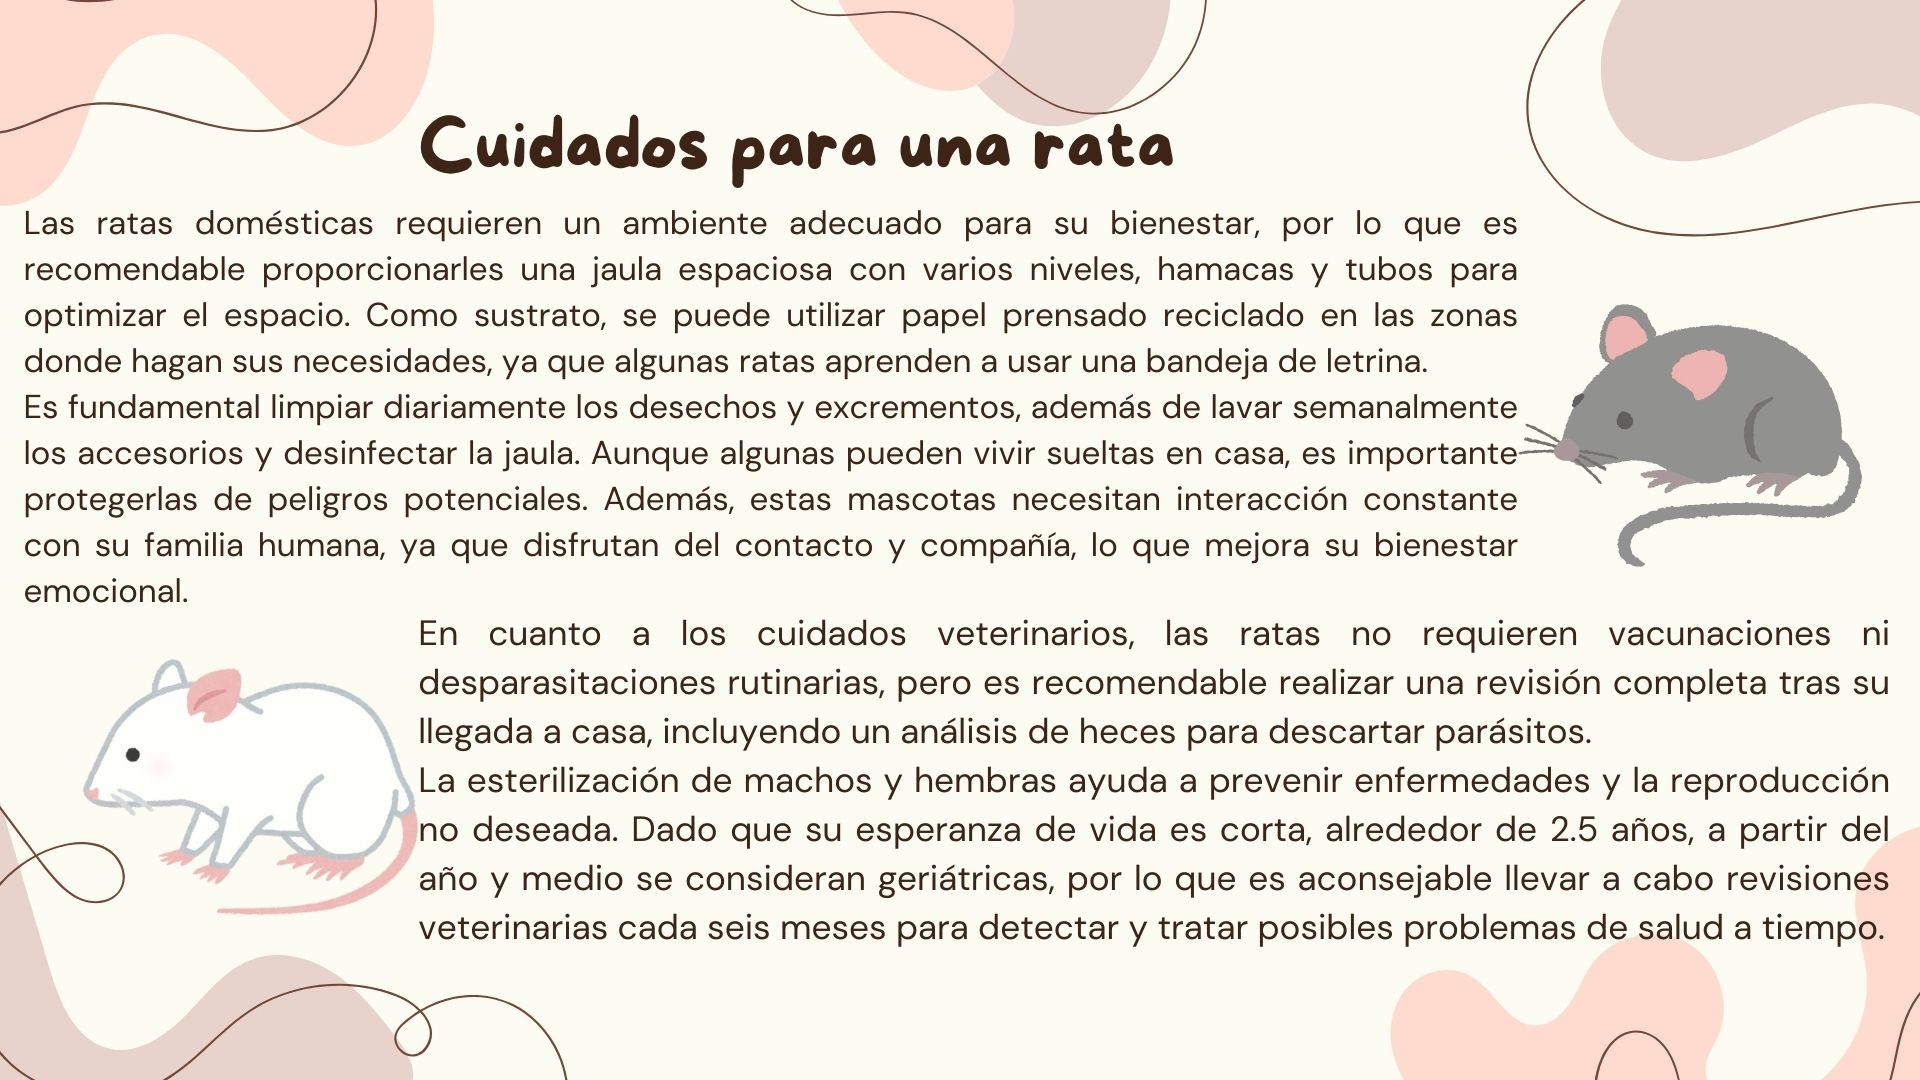 Cuidados para una rata
Las ratas domésticas requieren un ambiente adecuado para su bienestar, por lo que es
recomendable proporcionarles una jaula espaciosa con varios niveles, hamacas y tubos para
optimizar el espacio. Como sustrato, se puede utilizar papel prensado reciclado en las zonas
donde hagan sus necesidades, ya que algunas ratas aprenden a usar una bandeja de letrina.
Es fundamental limpiar diariamente los desechos y excrementos, además de lavar semanalmente
los accesorios y desinfectar la jaula. Aunque algunas pueden vivir sueltas en casa, es importante
protegerlas de peligros potenciales. Además, estas mascotas necesitan interacción constante
con su familia humana, ya que disfrutan del contacto y compañía, lo que mejora su bienestar
emocional.
En cuanto a los cuidados veterinarios, las ratas no requieren vacunaciones ni
desparasitaciones rutinarias, pero es recomendable realizar una revisión completa tras su
llegada a casa, incluyendo un análisis de heces para descartar parásitos.
La esterilización de machos y hembras ayuda a prevenir enfermedades y la reproducción
no deseada. Dado que su esperanza de vida es corta, alrededor de 2.5 años, a partir del
año y medio se consideran geriátricas, por lo que es aconsejable llevar a cabo revisiones
veterinarias cada seis meses para detectar y tratar posibles problemas de salud a tiempo.